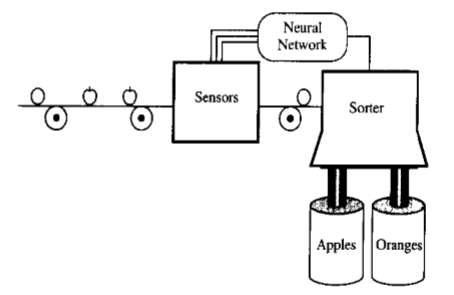 Neural
Network
Sensors
Sorter
Apples
Oranges